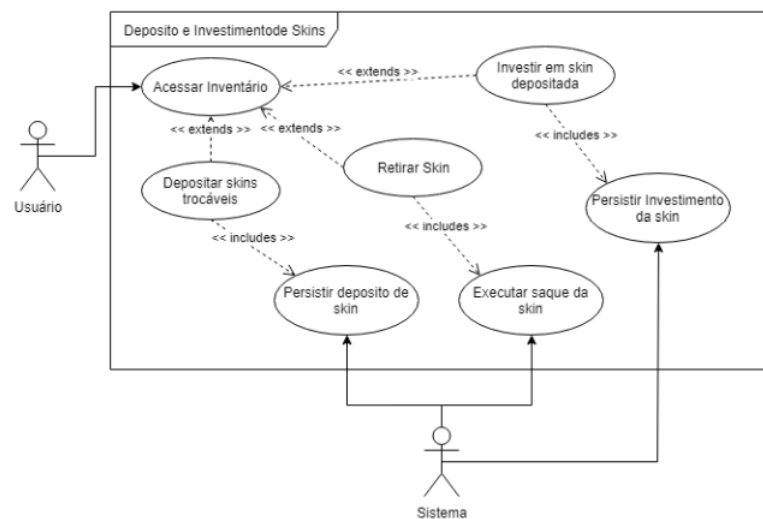 Deposito e Investimentode Skins
Acessar Inventário
<< extends >>
Investir em skin
depositada
<< extends >>
<< extends >>
<< includes >>
Usuário
Depositar skins
trocáveis
Retirar Skin
Persistir Investimento
da skin
<< includes >>
<< includes >>
Persistir deposito de
skin
Executar saque da
skin
Sistema